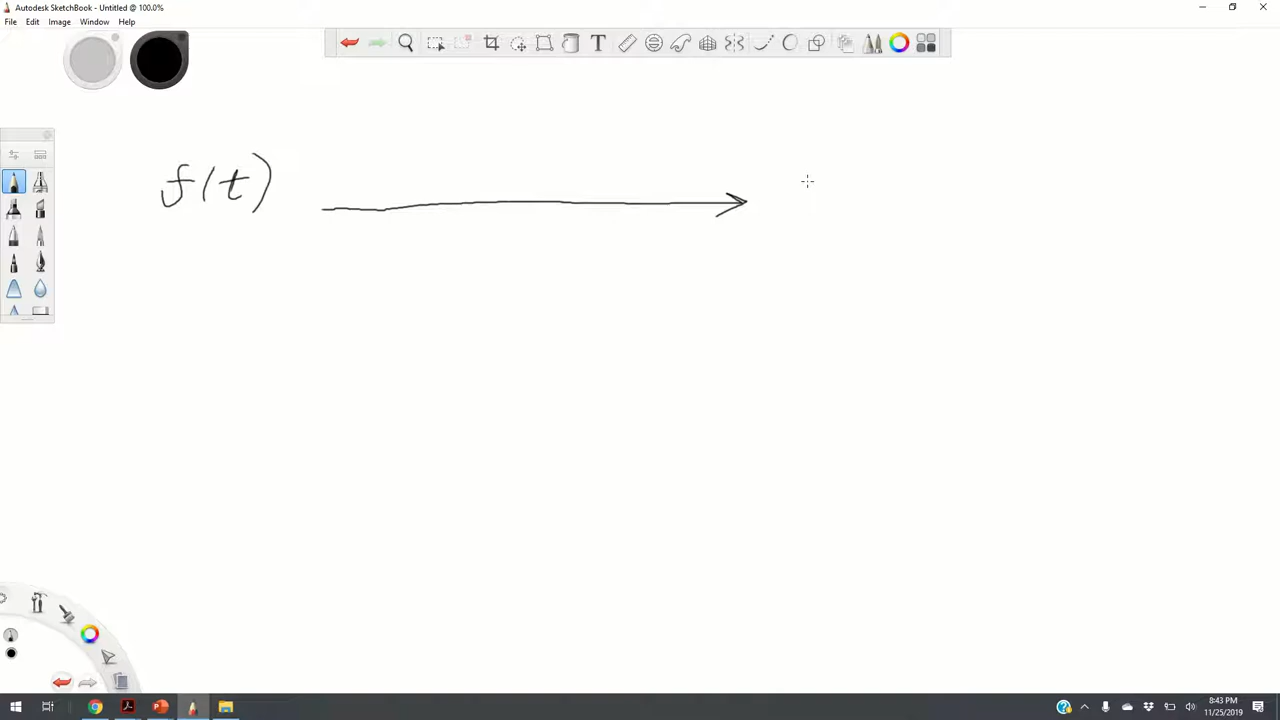 Autodesk SketchBook - Untitled @ 100.0%
File Edit Image Window Help
T
f(t)
8:43 PM
11/25/2019